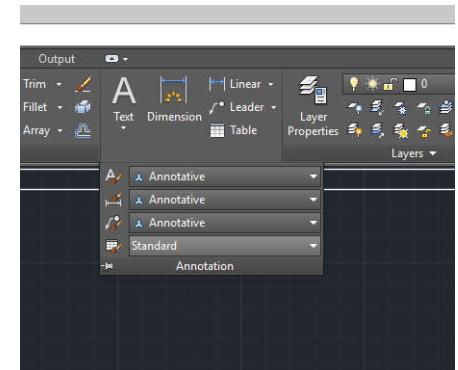 Output
Trim
Fillet
Array
A
Text
Dimension
Linear
Leader
Table
Layer
Properties
0
Layers
A Annotative
Annotative
Annotative
Standard
Annotation